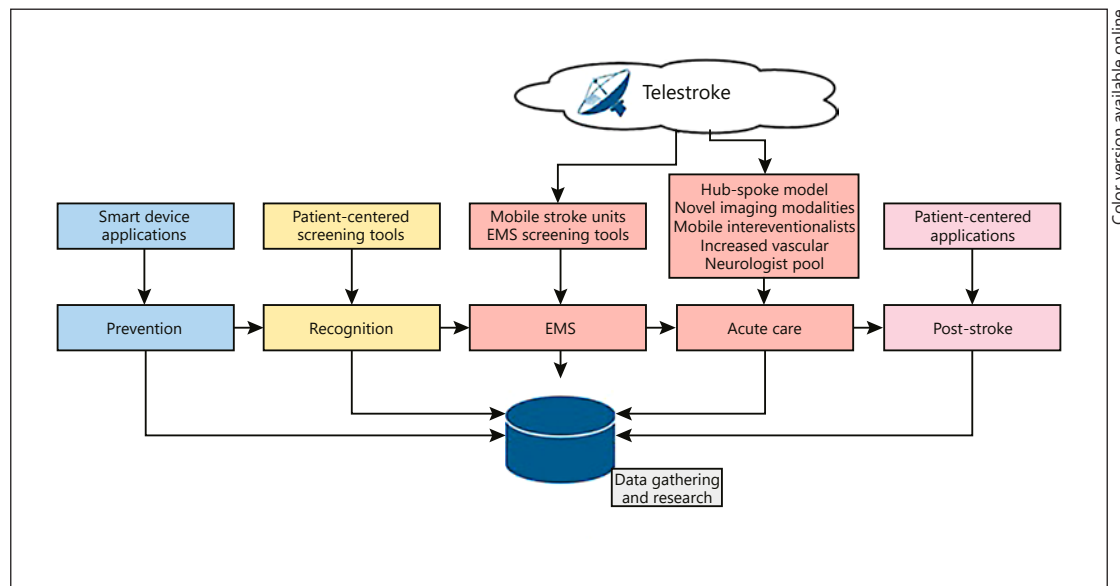 Telestroke
Smart device
applications
Patient-centered
screening tools
Mobile stroke units
EMS screening tools
Hub-spoke model
Novel imaging modalities
Mobile intereventionalists
Increased vascular
Neurologist pool
Patient-centered
applications
Prevention
Recognition
EMS
Acute care
Post-stroke
Data gathering
and research
Color version available online